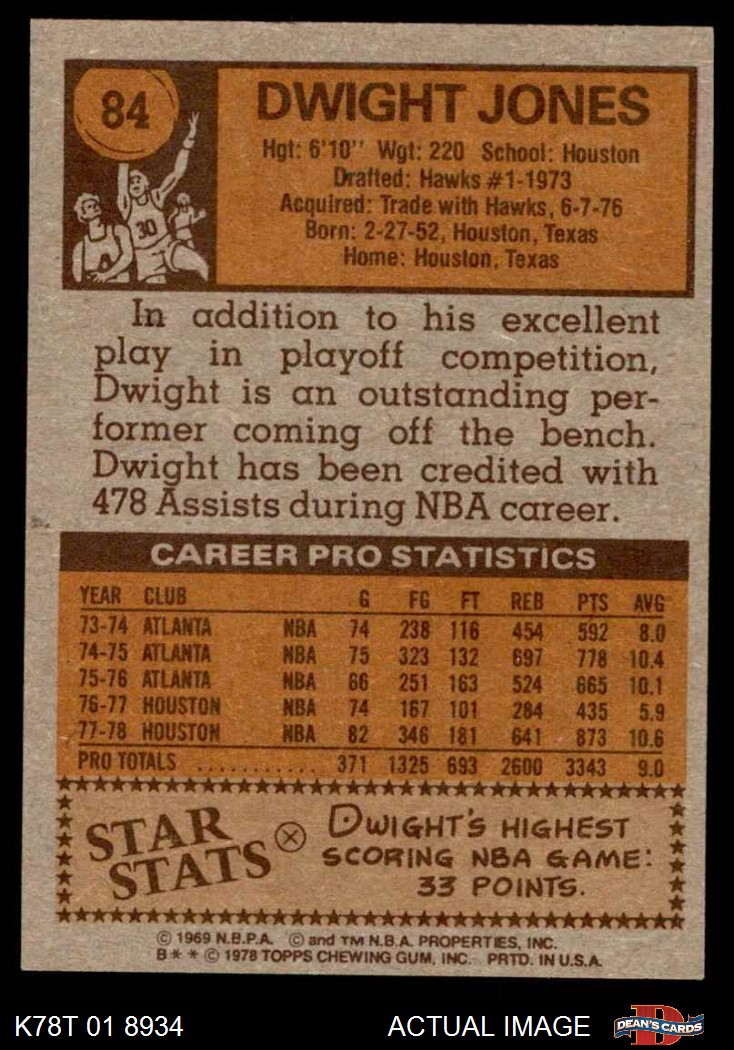 84
DWIGHT JONES
Hgt: 6'10" Wgt: 220 School: Houston
Drafted: Hawks #1-1973
Acquired: Trade with Hawks, 6-7-76
Born: 2-27-52, Houston, Texas
Home: Houston, Texas
30
In addition to his excellent
play in playoff competition,
Dwight is an outstanding per-
former coming off the bench.
Dwight has been credited with
478 Assists during NBA career.
CAREER PRO STATISTICS
YEAR CLUB G FG FT REB PTS AVG
73-74 ATLANTA NBA 74 238 116 454 592 8.0
74-75 ATLANTA NBA 75 323 132 697 778 10.4
75-76 ATLANTA NBA 66 251 163 524 665 10.1
76-77 HOUSTON NBA 74 167 101 284 435 5.9
77-78 HOUSTON NBA 82 346 181 641 873 10.6
PRO TOTALS ............ 371 1325 693 2600 3343 9.0
STAR
STATS
DWIGHT'S HIGHEST
SCORING NBA GAME:
33 POINTS.
© 1969 N.B.P.A. © and TM N.B.A. PROPERTIES, INC.
B * * © 1978 TOPPS CHEWING GUM, INC. PRTD. IN U.S.A.
K78T 01 8934
ACTUAL IMAGE
D
DEAN'S CARDS